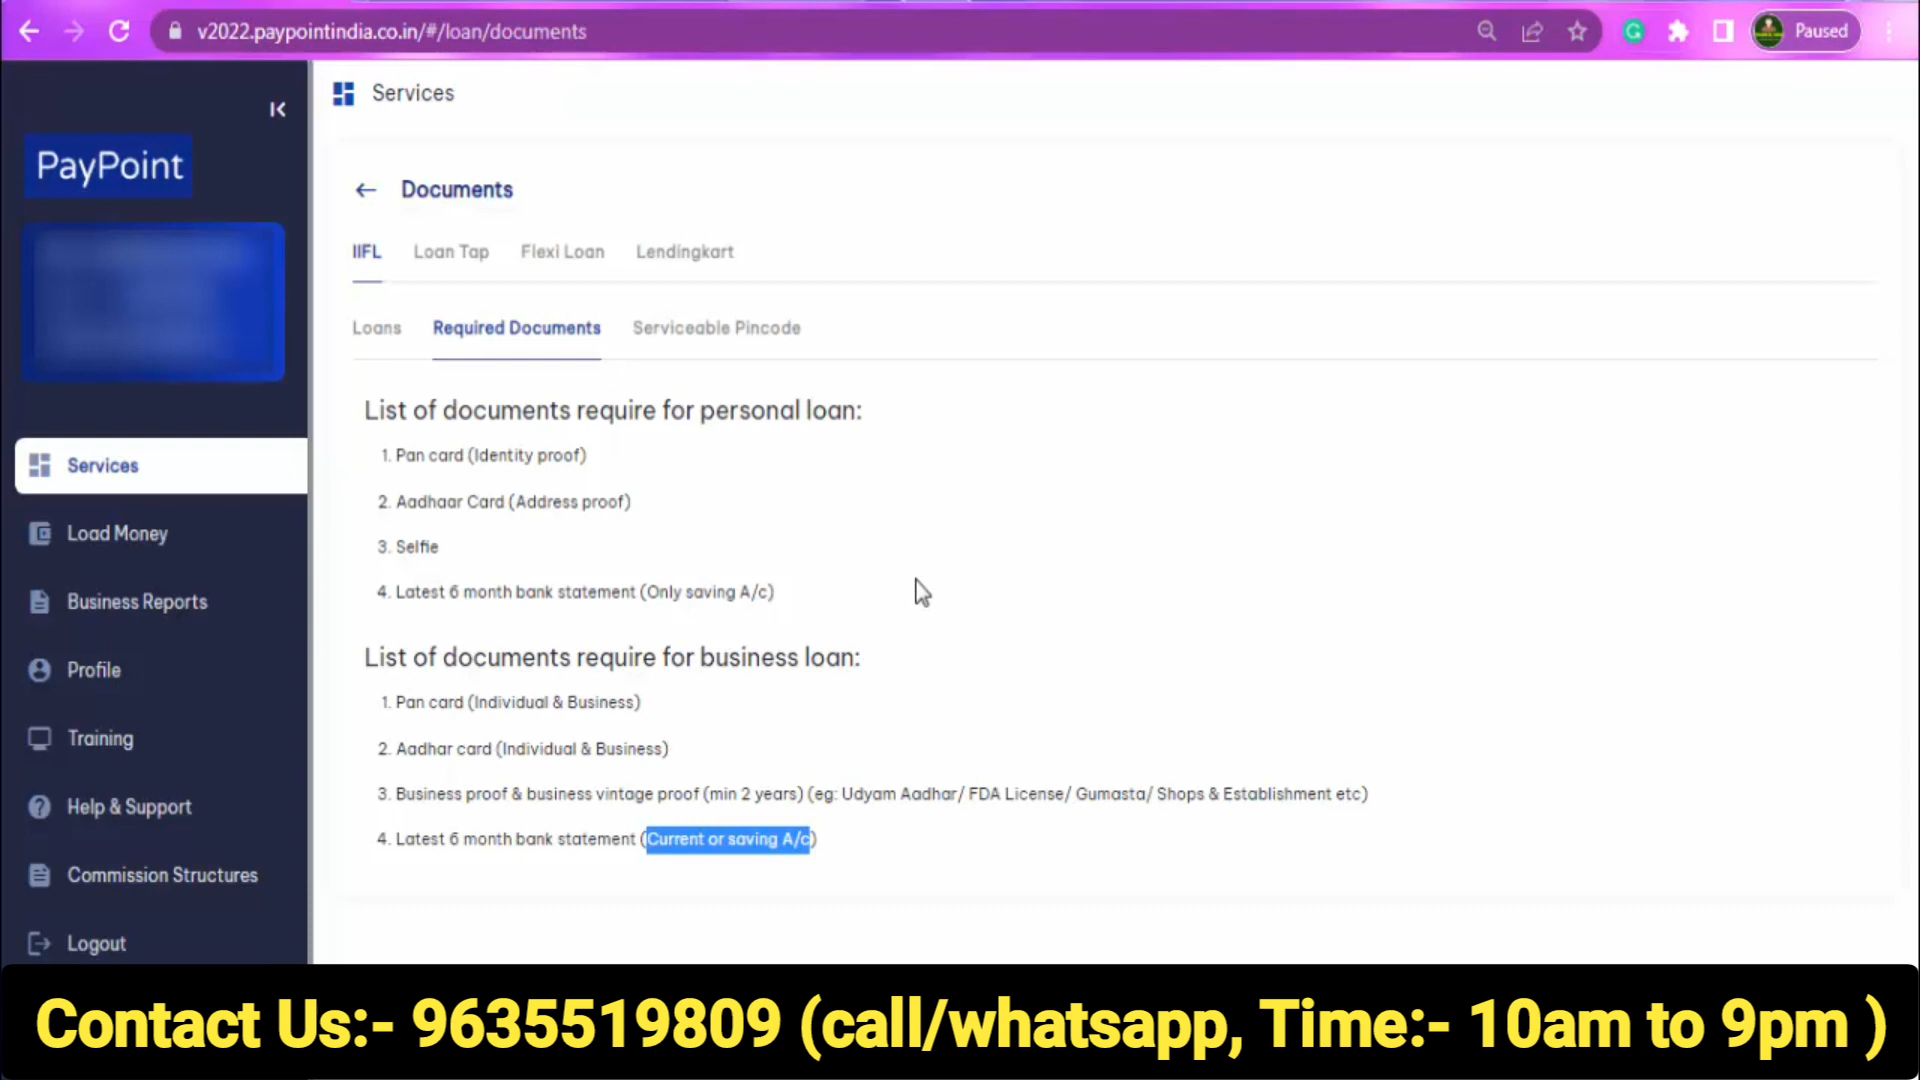 v2022.paypointindia.co.in/#/loan/documents
Paused
PayPoint
Services
Load Money
Business Reports
Profile
Training
Help & Support
Commission Structures
Logout
Services
Documents
IIFL Loan Tap Flexi Loan Lendingkart
Loans Required Documents Serviceable Pincode
List of documents require for personal loan:
1. Pan card (Identity proof)
2. Aadhaar Card (Address proof)
3. Selfie
4. Latest 6 month bank statement (Only saving A/c)
List of documents require for business loan:
1. Pan card (Individual & Business)
2. Aadhar card (Individual & Business)
3. Business proof & business vintage proof (min 2 years) (eg: Udyam Aadhar/ FDA License/ Gumasta/ Shops & Establishment etc)
4. Latest 6 month bank statement (Current or saving A/c)
Contact Us:- 9635519809 (call/whatsapp, Time:- 10am to 9pm )